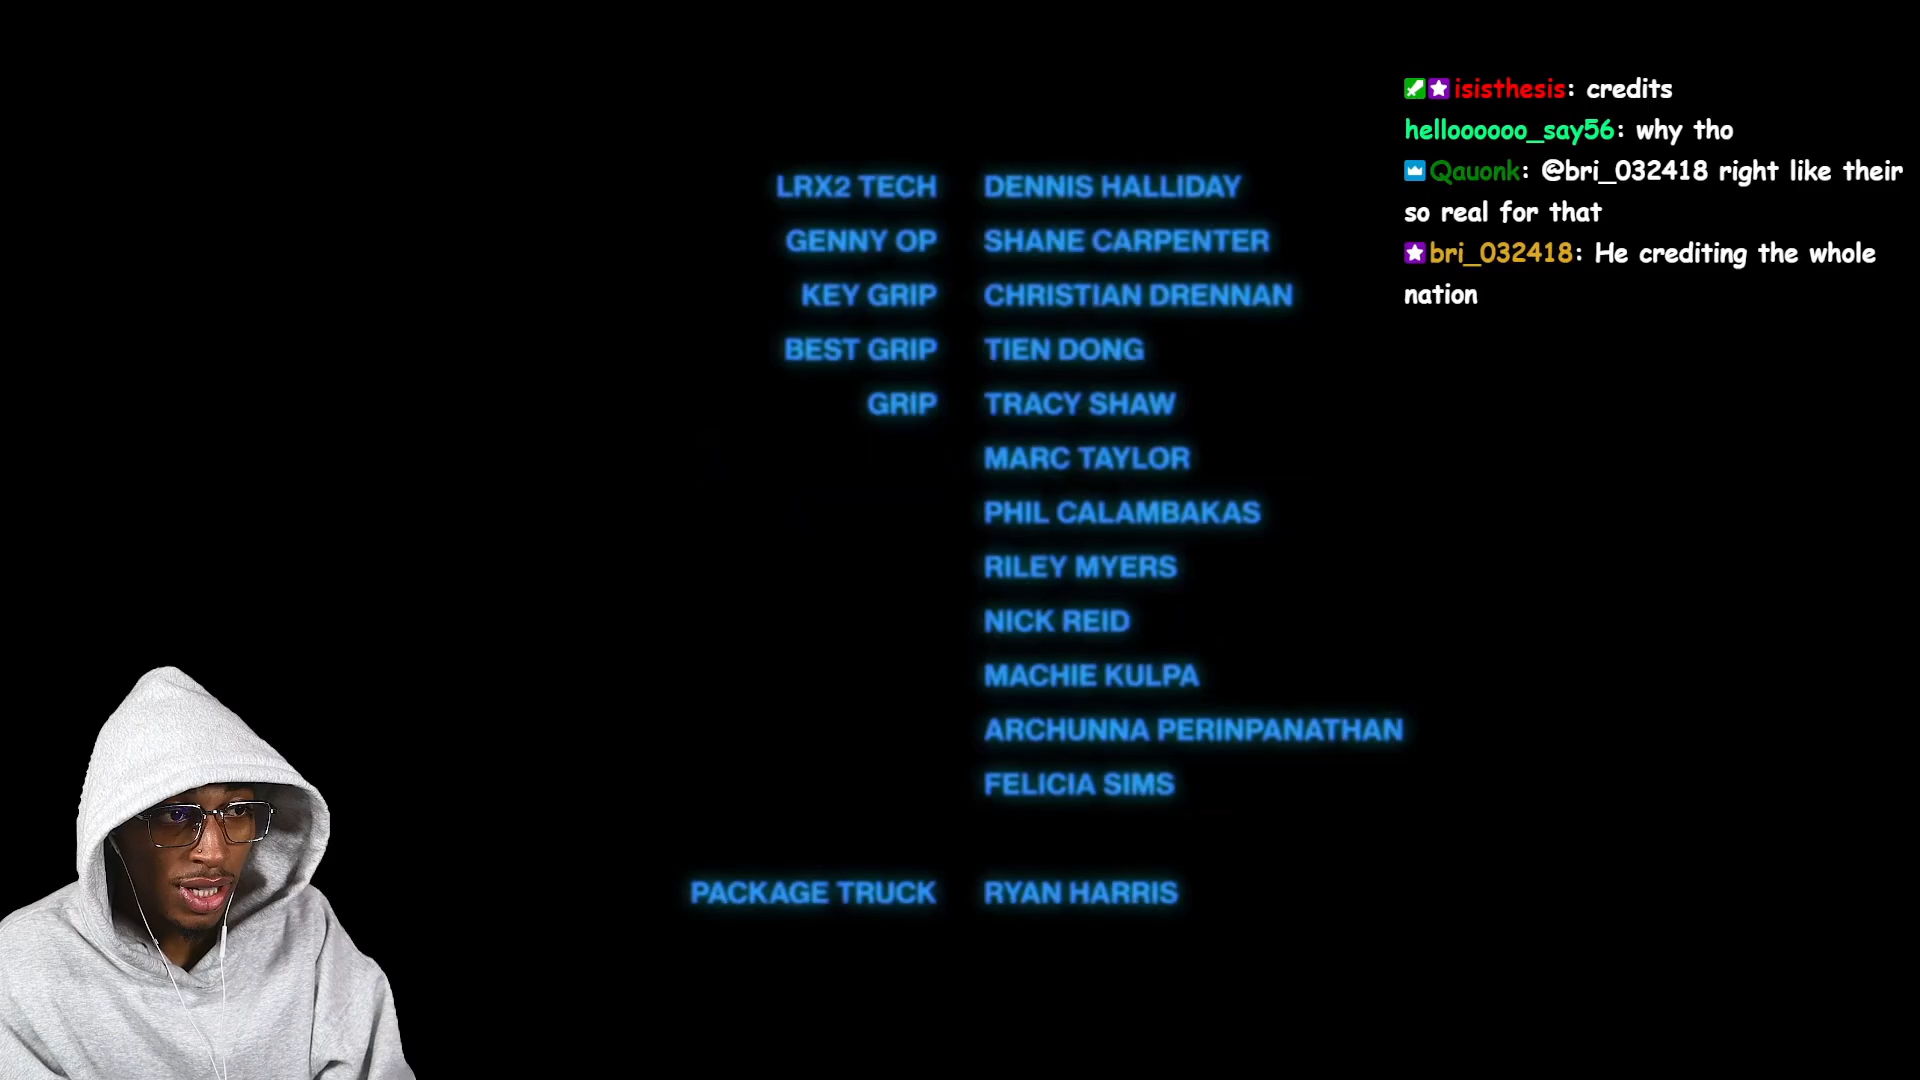 LRX2 TECH DENNIS HALLIDAY
GENNY OP SHANE CARPENTER
KEY GRIP CHRISTIAN DRENNAN
BEST GRIP TIEN DONG
GRIP TRACY SHAW
MARC TAYLOR
PHIL CALAMBAKAS
RILEY MYERS
NICK REID
MACHIE KULPA
ARCHUNNA PERINPANATHAN
FELICIA SIMS
PACKAGE TRUCK RYAN HARRIS
isisthesis: credits
helloooooo_say56: why tho
Qauonk: @bri_032418 right like their
so real for that
bri_032418: He crediting the whole
nation